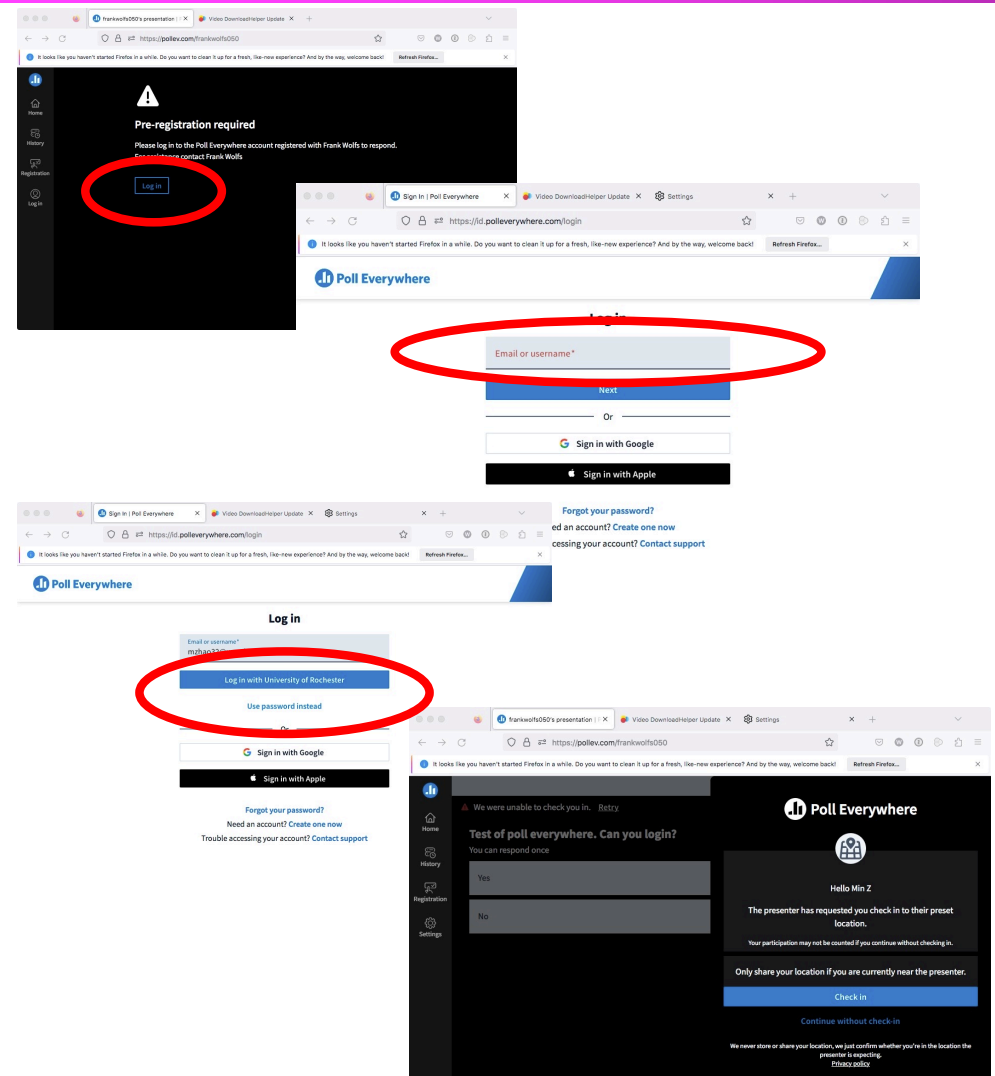 frankwolfs050's presentation |
Video DownloadHelper Update
https://pollev.com/frankwolfs050
It looks like you haven't started Firefox in a while. Do you want to clean it up for a fresh, like-new experience? And by the way, welcome back!
Refresh Firefox...
Home
History
Registration
Log in
Pre-registration required
Please log in to the Poll Everywhere account registered with Frank Wolfs to respond.
For assistance contact Frank Wolfs
Log in
Sign In | Poll Everywhere
Video DownloadHelper Update
Settings
https://id.polleverywhere.com/login
It looks like you haven't started Firefox in a while. Do you want to clean it up for a fresh, like-new experience? And by the way, welcome back!
Refresh Firefox...
Poll Everywhere
Log in
Email or username*
Next
Or
Sign in with Google
Sign in with Apple
Forgot your password?
an account? Create one now
your account? Contact support
Sign In | Poll Everywhere
Video DownloadHelper Update
Settings
https://id.polleverywhere.com/login
It looks like you haven't started Firefox in a while. Do you want to clean it up for a fresh, like-new experience? And by the way, welcome back!
Refresh Firefox...
Poll Everywhere
Log in
Email or username*
Log in with University of Rochester
Use password instead
Or
Sign in with Google
Sign in with Apple
Forgot your password?
Need an account? Create one now
Trouble accessing your account? Contact support
frankwolfs050's presentation |
Video DownloadHelper Update
Settings
https://pollev.com/frankwolfs050
It looks like you haven't started Firefox in a while. Do you want to clean it up for a fresh, like-new experience? And by the way, welcome back!
Refresh Firefox...
Home
History
Registration
Settings
We were unable to check you in. Retry
Test of poll everywhere. Can you login?
You can respond once
Yes
No
Poll Everywhere
Hello Min Z
The presenter has requested you check in to their preset
location.
Your participation may not be counted if you continue without checking in.
Only share your location if you are currently near the presenter.
Check in
Continue without check-in
We never store or share your location, we just confirm whether you're in the location the
presenter is expecting.
Privacy policy